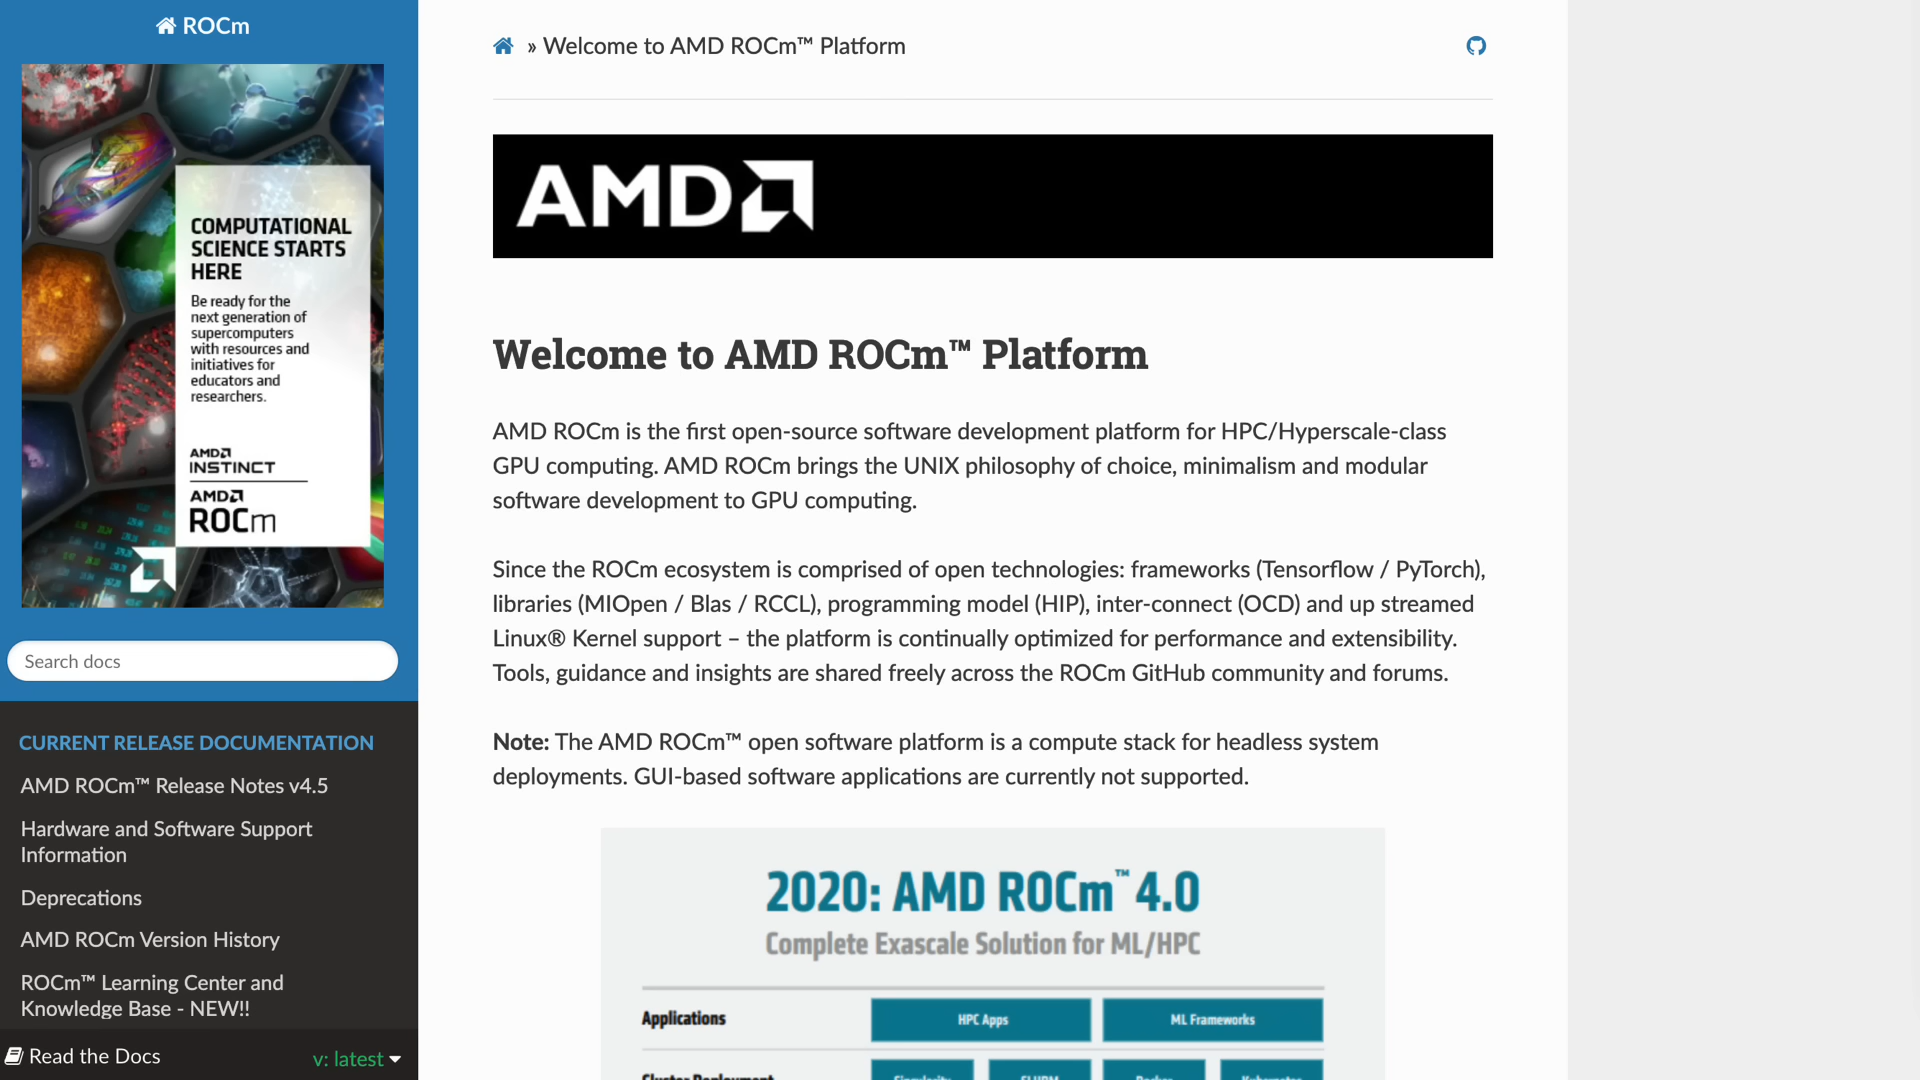 ROCm
COMPUTATIONAL
SCIENCE STARTS
HERE
Be ready for the
next generation of
supercomputers
with resources and
initiatives for
educators and
researchers.
AMD
INSTINCT
AMD
ROCm
Search docs
CURRENT RELEASE DOCUMENTATION
AMD ROCm™ Release Notes v4.5
Hardware and Software Support
Information
Deprecations
AMD ROCm Version History
ROCm™ Learning Center and
Knowledge Base - NEW!!
Read the Docs
v: latest
» Welcome to AMD ROCm™ Platform
AMD
Welcome to AMD ROCm™ Platform
AMD ROCm is the first open-source software development platform for HPC/Hyperscale-class
GPU computing. AMD ROCm brings the UNIX philosophy of choice, minimalism and modular
software development to GPU computing.
Since the ROCm ecosystem is comprised of open technologies: frameworks (Tensorflow / PyTorch),
libraries (MIOpen / Blas / RCCL), programming model (HIP), inter-connect (OCD) and up streamed
Linux® Kernel support – the platform is continually optimized for performance and extensibility.
Tools, guidance and insights are shared freely across the ROCm GitHub community and forums.
Note: The AMD ROCm™ open software platform is a compute stack for headless system
deployments. GUI-based software applications are currently not supported.
2020: AMD ROCm™ 4.0
Complete Exascale Solution for ML/HPC
Applications HPC Apps ML Frameworks
Cluster Deployment Singularity SLURM Docker Kubernetes